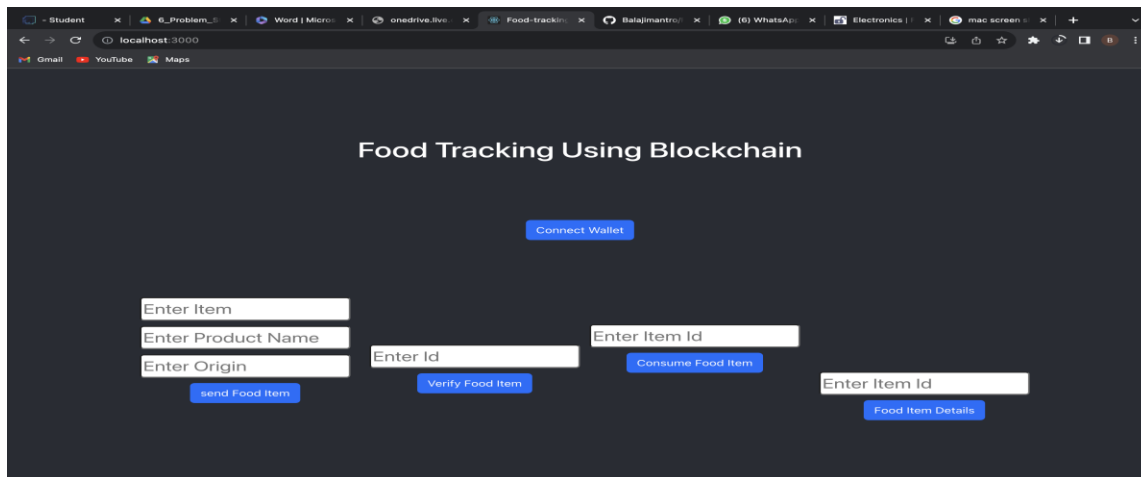 - Student
6_Problem_S
Word | Micros
onedrive.live.
Food-tracking
Balajimantro/
(6) WhatsApp
Electronics |
mac screen s
localhost:3000
B
Gmail
YouTube
Maps
Food Tracking Using Blockchain
Connect Wallet
Enter Item
Enter Product Name
Enter Origin
send Food Item
Enter Id
Verify Food Item
Enter Item Id
Consume Food Item
Enter Item Id
Food Item Details